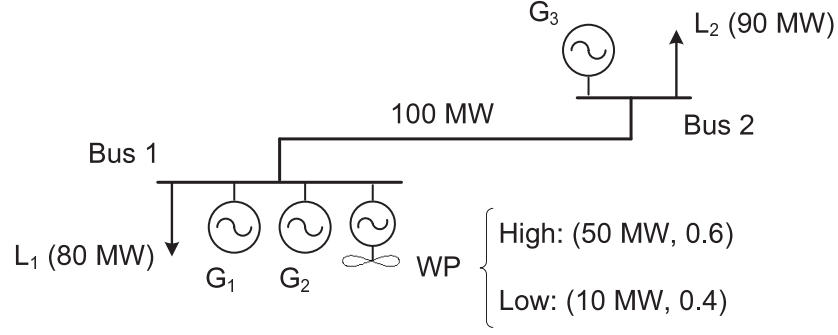 G₃
L₂ (90 MW)
100 MW
Bus 2
Bus 1
L₁ (80 MW)
G₁
G₂
WP
High: (50 MW, 0.6)
Low: (10 MW, 0.4)